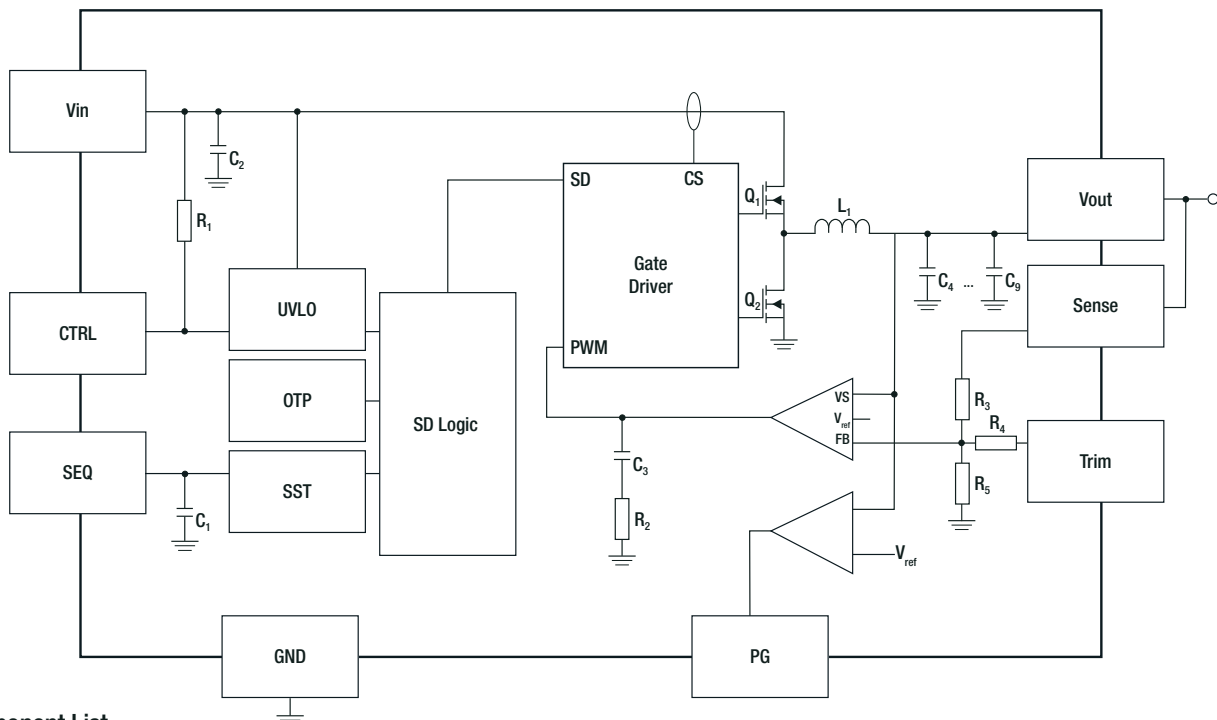 Vin
C₂
SD
CS
Q₁
L₁
Vout
R₁
Gate
Driver
UVLO
Q₂
C₄ ... C₉
Sense
CTRL
PWM
OTP
SD Logic
VS
Vref
FB
R₃
R₄
Trim
SEQ
SST
C₃
R₅
C₁
R₂
Vref
GND
PG